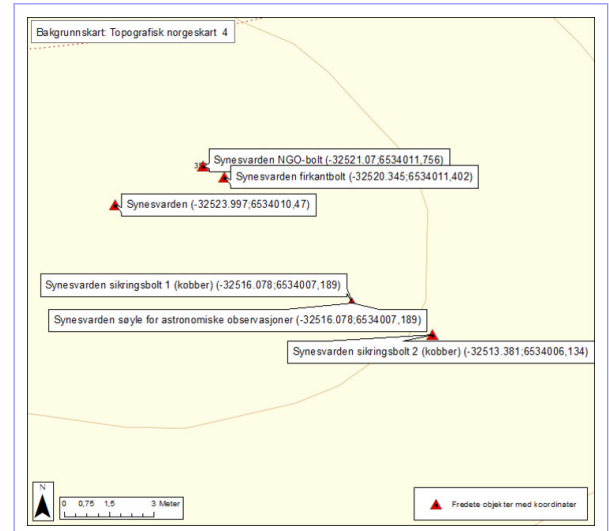 Bakgrunnskart: Topografisk norgeskart 4
Synesvarden NGO-bolt (-32521.07;6534011,756)
Synesvarden firkantbolt (-32520.345;6534011,402)
Synesvarden (-32523.997;6534010,47)
Synesvarden sikringsbolt 1 (kobber) (-32516.078;6534007,189)
Synesvarden søyle for astronomiske observasjoner (-32516.078;6534007,189)
Synesvarden sikringsbolt 2 (kobber) (-32513.381;6534006,134)
N
0 0,75 1,5 3 Meter
Fredete objekter med koordinater